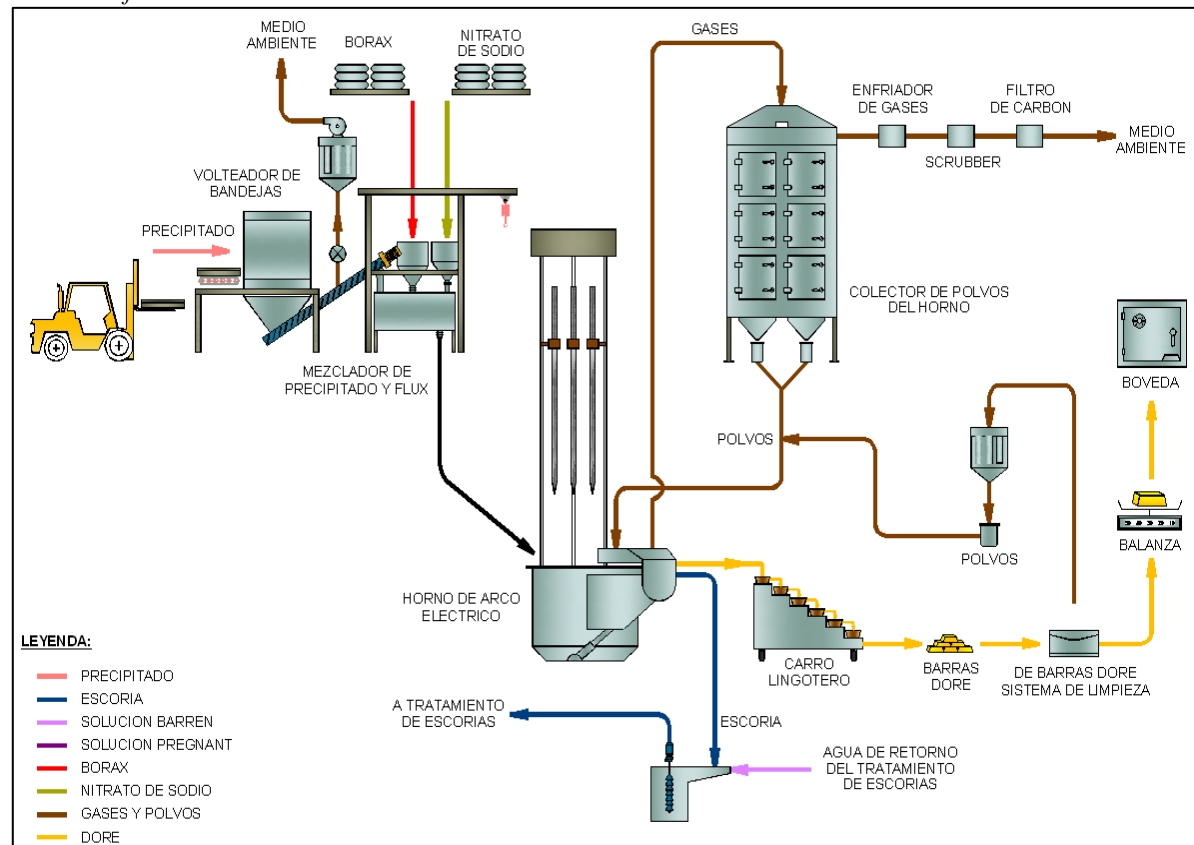 MEDIO
AMBIENTE
BORAX
NITRATO
DE SODIO
GASES
ENFRIADOR
DE GASES
FILTRO
DE CARBON
SCRUBBER
MEDIO
AMBIENTE
VOLTEADOR DE
BANDEJAS
PRECIPITADO
COLECTOR DE POLVOS
DEL HORNO
MEZCLADOR DE
PRECIPITADO Y FLUX
BOVEDA
POLVOS
POLVOS
BALANZA
HORNO DE ARCO
ELECTRICO
CARRO
LINGOTERO
BARRAS
DORE
DE BARRAS DORE
SISTEMA DE LIMPIEZA
A TRATAMIENTO
DE ESCORIAS
ESCORIA
AGUA DE RETORNO
DEL TRATAMIENTO
DE ESCORIAS
LEYENDA:
PRECIPITADO
ESCORIA
SOLUCION BARREN
SOLUCION PREGNANT
BORAX
NITRATO DE SODIO
GASES Y POLVOS
DORE